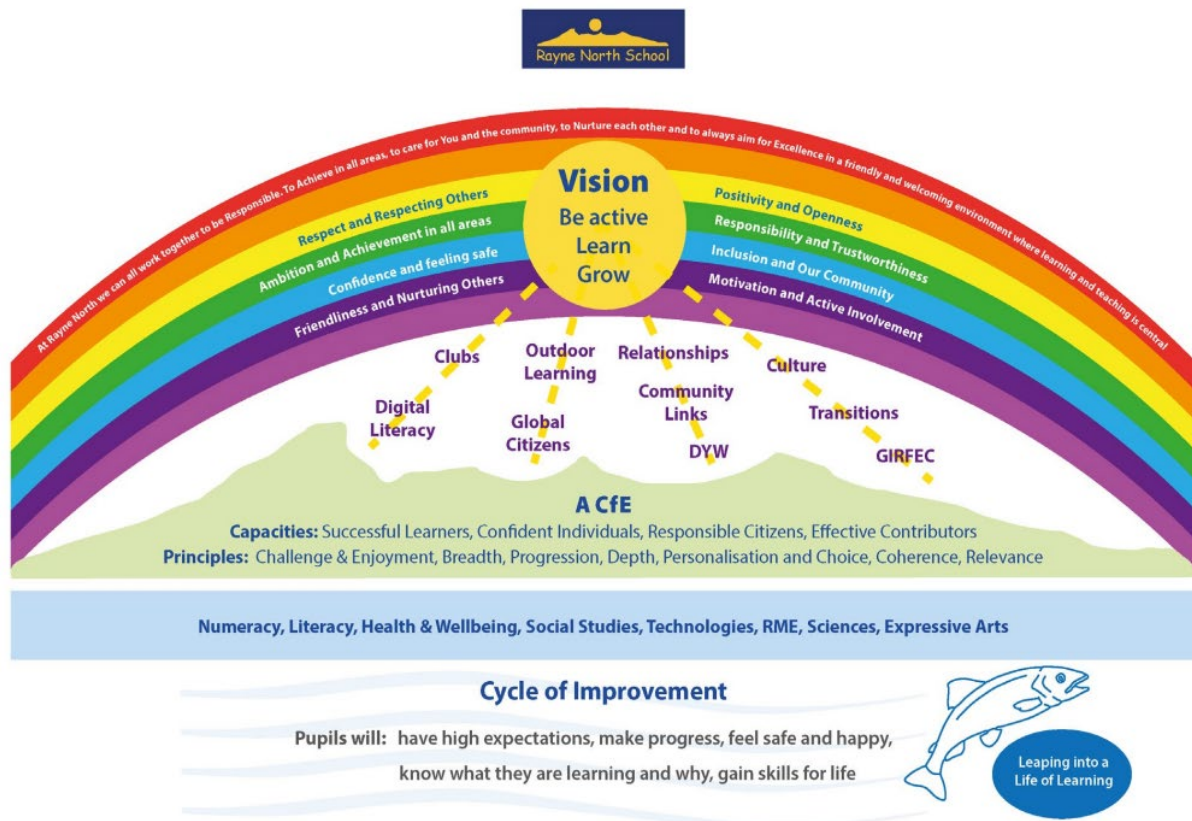 Rayne North School
At Rayne North we can all work together to be Responsible. To Achieve in all areas, to care for You and the community, to Nurture each other and to always aim for Excellence in a friendly and welcoming environment where learning and teaching is central
Vision
Be active
Learn
Grow
Respect and Respecting Others
Ambition and Achievement in all areas
Confidence and feeling safe
Friendliness and Nurturing Others
Positivity and Openness
Responsibility and Trustworthiness
Inclusion and Our Community
Motivation and Active Involvement
Clubs
Digital
Literacy
Outdoor
Learning
Global
Citizens
Relationships
Community
Links
DYW
Culture
Transitions
GIRFEC
A CfE
Capacities: Successful Learners, Confident Individuals, Responsible Citizens, Effective Contributors
Principles: Challenge & Enjoyment, Breadth, Progression, Depth, Personalisation and Choice, Coherence, Relevance
Numeracy, Literacy, Health & Wellbeing, Social Studies, Technologies, RME, Sciences, Expressive Arts
Cycle of Improvement
Pupils will: have high expectations, make progress, feel safe and happy,
know what they are learning and why, gain skills for life
Leaping into a
Life of Learning